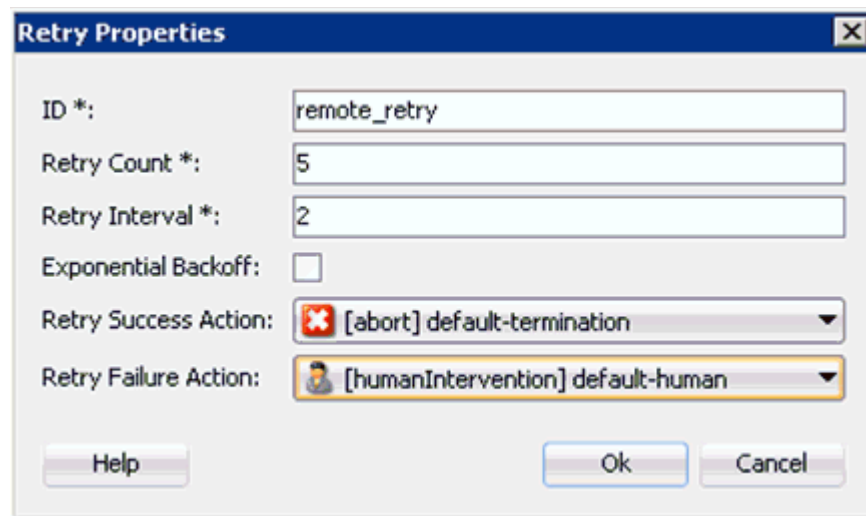 Retry Properties
ID *: remote_retry
Retry Count *: 5
Retry Interval *: 2
Exponential Backoff:
Retry Success Action: [abort] default-termination
Retry Failure Action: [humanIntervention] default-human
Help Ok Cancel